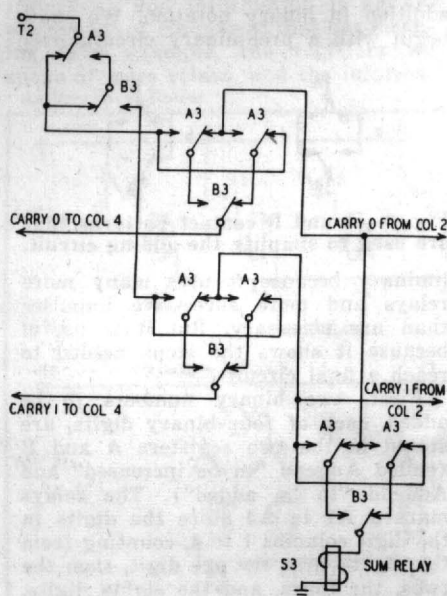 T2
A3
B3
A3
A3
B3
CARRY 0 TO COL 4
CARRY 0 FROM COL 2
A3
A3
B3
CARRY 1 TO COL 4
CARRY 1 FROM
COL 2
A3
A3
B3
S3
SUM RELAY